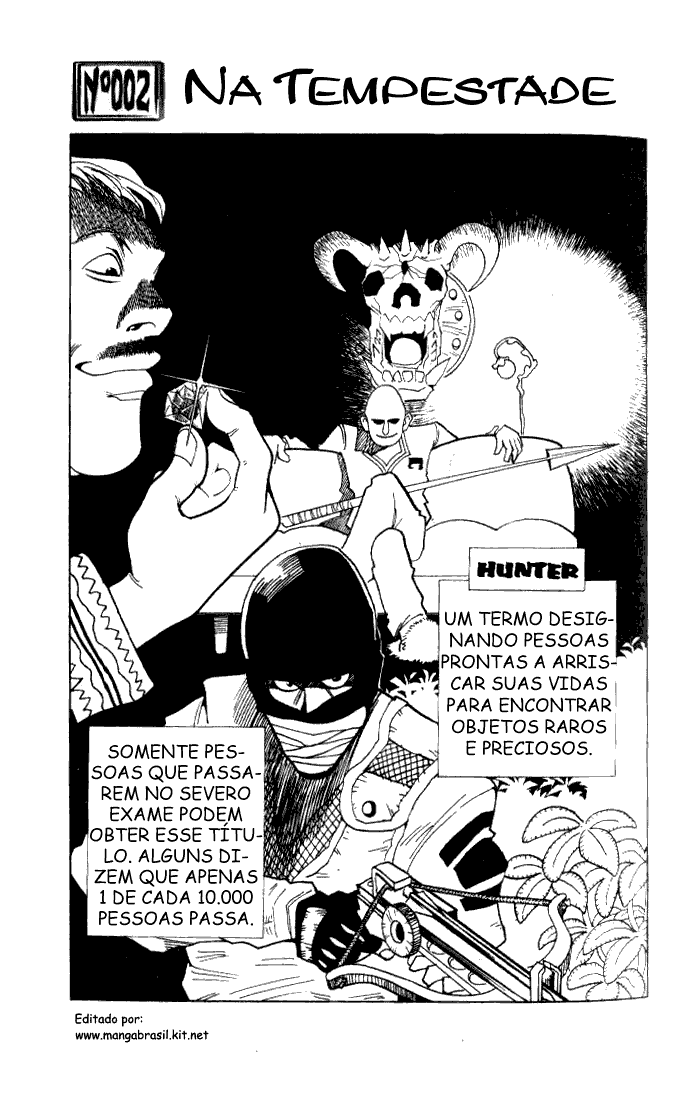 Nº002 NA TEMPESTADE
HUNTER
UM TERMO DESIG-
NANDO PESSOAS
PRONTAS A ARRIS-
CAR SUAS VIDAS
PARA ENCONTRAR
OBJETOS RAROS
E PRECIOSOS.
SOMENTE PES-
SOAS QUE PASSA-
REM NO SEVERO
EXAME PODEM
OBTER ESSE TÍTU-
LO. ALGUNS DI-
ZEM QUE APENAS
1 DE CADA 10.000
PESSOAS PASSA.
Editado por:
www.mangabrasil.kit.net